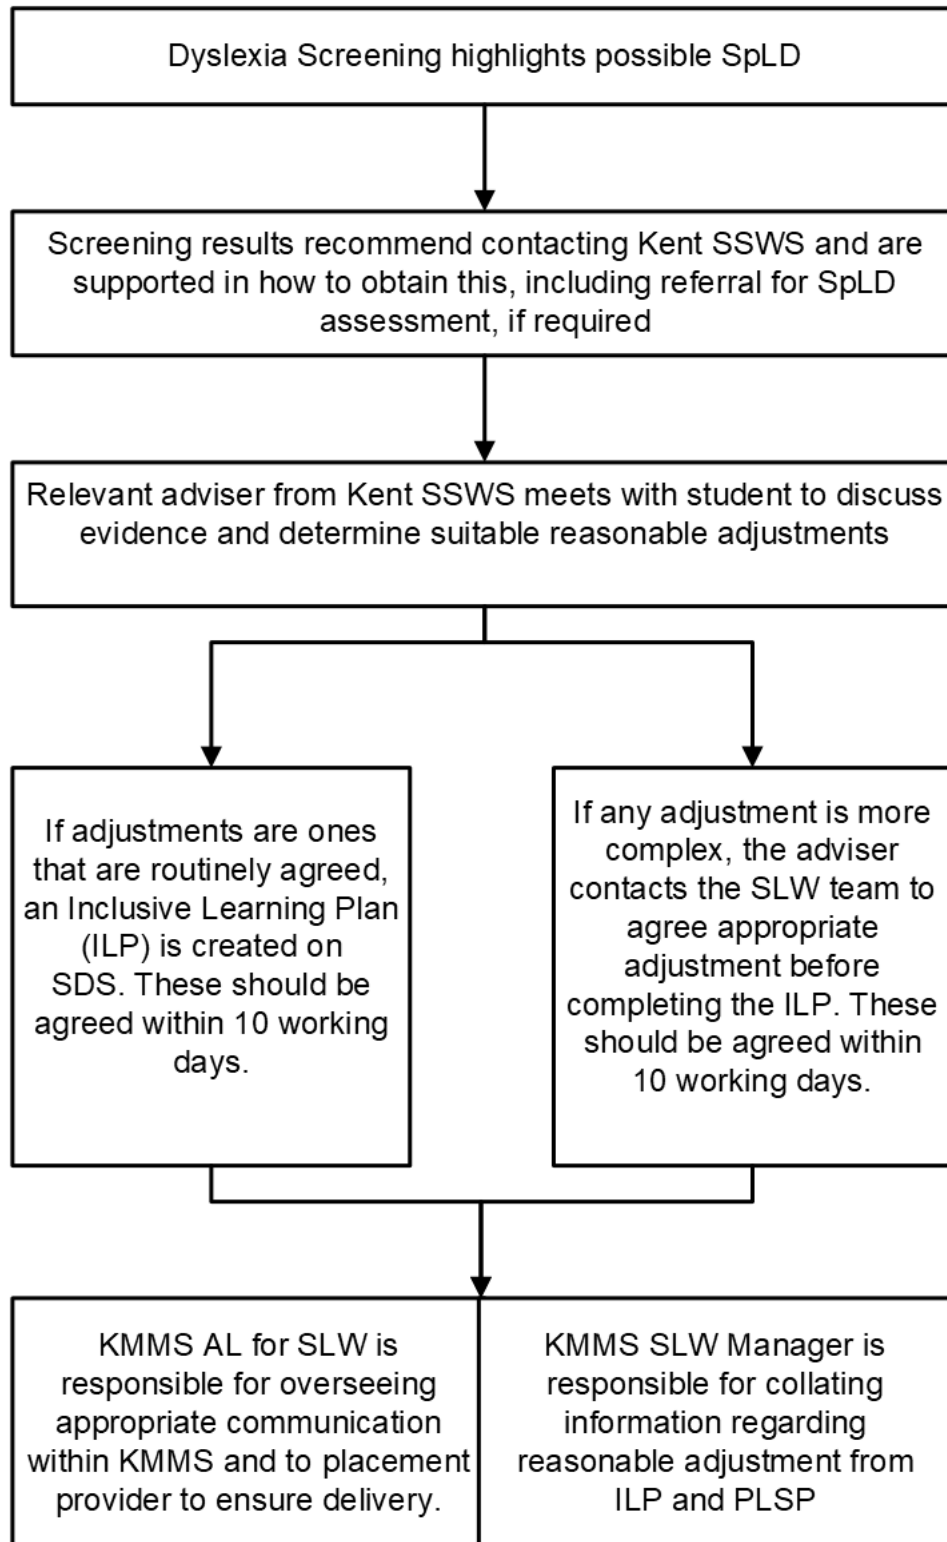 Dyslexia Screening highlights possible SpLD
Screening results recommend contacting Kent SSWS and are
supported in how to obtain this, including referral for SpLD
assessment, if required
Relevant adviser from Kent SSWS meets with student to discuss
evidence and determine suitable reasonable adjustments
If adjustments are ones
that are routinely agreed,
an Inclusive Learning Plan
(ILP) is created on
SDS. These should be
agreed within 10 working
days.
If any adjustment is more
complex, the adviser
contacts the SLW team to
agree appropriate
adjustment before
completing the ILP. These
should be agreed within
10 working days.
KMMS AL for SLW is
responsible for overseeing
appropriate communication
within KMMS and to placement
provider to ensure delivery.
KMMS SLW Manager is
responsible for collating
information regarding
reasonable adjustment from
ILP and PLSP